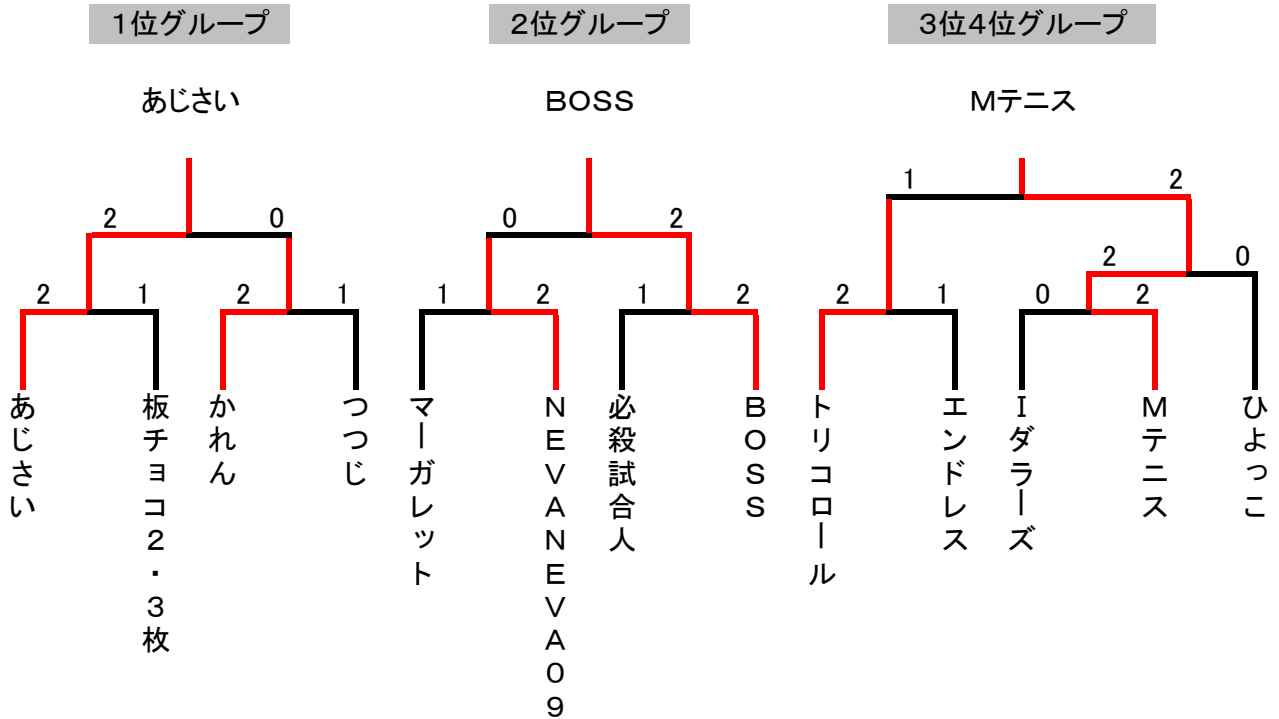 1位グループ
2位グループ
3位4位グループ
あじさい
BOSS
Mテニス
1 2
2 0
0 2
2 0
2 1
2 1
1 2
1 2
2 1
0 2
あじさい
板チョコ2・3枚
かれん
つつじ
マーガレット
NEVANEVA09
必殺試合人
BOSS
トリコロール
エンドレス
Iダラーズ
Mテニス
ひよっこ